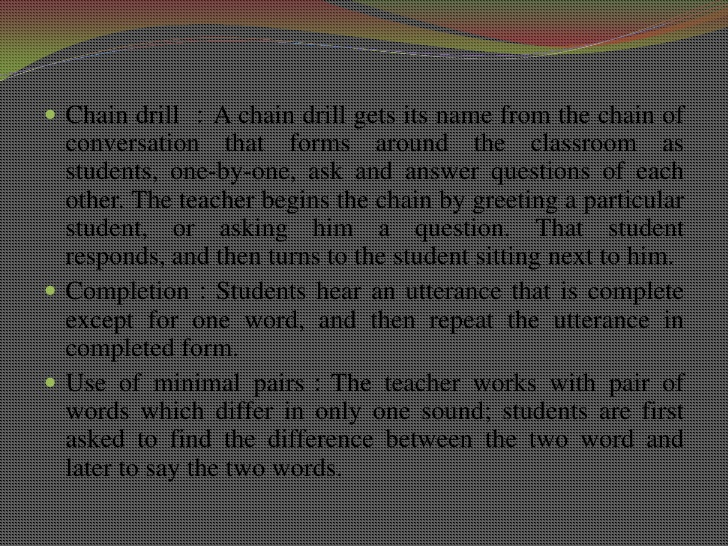 Chain drill : A chain drill gets its name from the chain of
conversation that forms around the classroom as
students, one-by-one, ask and answer questions of each
other. The teacher begins the chain by greeting a particular
student, or asking him a question. That student
responds, and then turns to the student sitting next to him.
Completion : Students hear an utterance that is complete
except for one word, and then repeat the utterance in
completed form.
Use of minimal pairs : The teacher works with pair of
words which differ in only one sound; students are first
asked to find the difference between the two word and
later to say the two words.